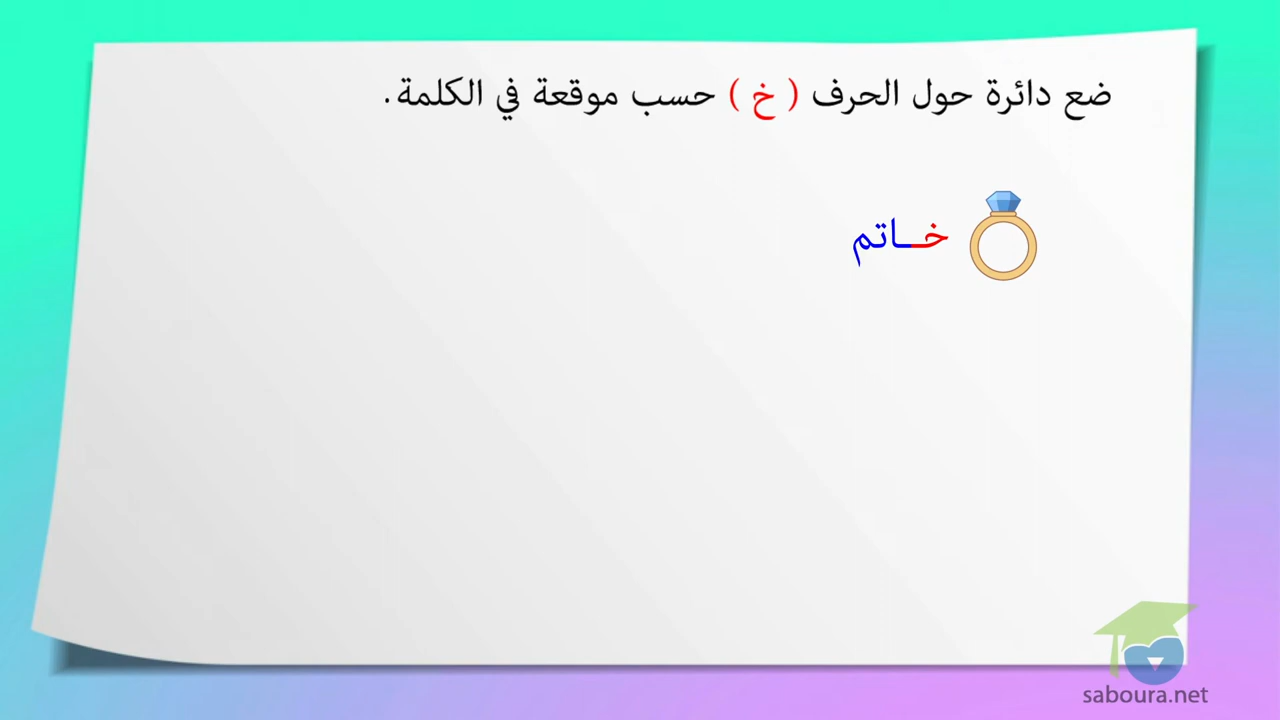 ضع دائرة حول الحرف ( خ ) حسب موقعة في الكلمة .
خـاتم
saboura.net